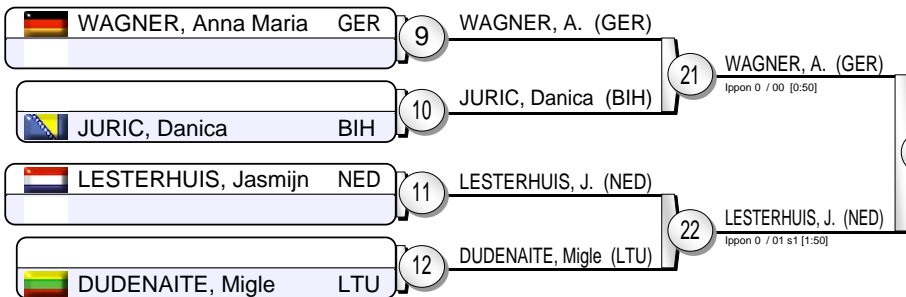 WAGNER, Anna Maria GER
9
WAGNER, A. (GER)
21
WAGNER, A. (GER)
Ippon 0 / 00 [0:50]
10
JURIC, Danica (BIH)
JURIC, Danica BIH
LESTERHUIS, Jasmijn NED
11
LESTERHUIS, J. (NED)
22
LESTERHUIS, J. (NED)
Ippon 0 / 01 s1 [1:50]
12
DUDENAITE, Migle (LTU)
DUDENAITE, Migle LTU